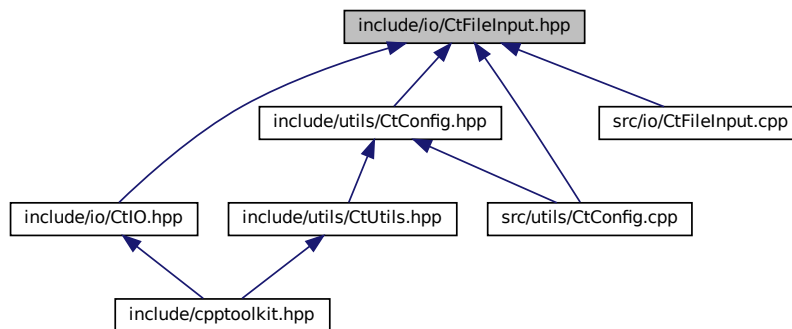 include/io/CtFileInput.hpp
include/utils/CtConfig.hpp
src/io/CtFileInput.cpp
include/io/CtIO.hpp
include/utils/CtUtils.hpp
src/utils/CtConfig.cpp
include/cpptoolkit.hpp